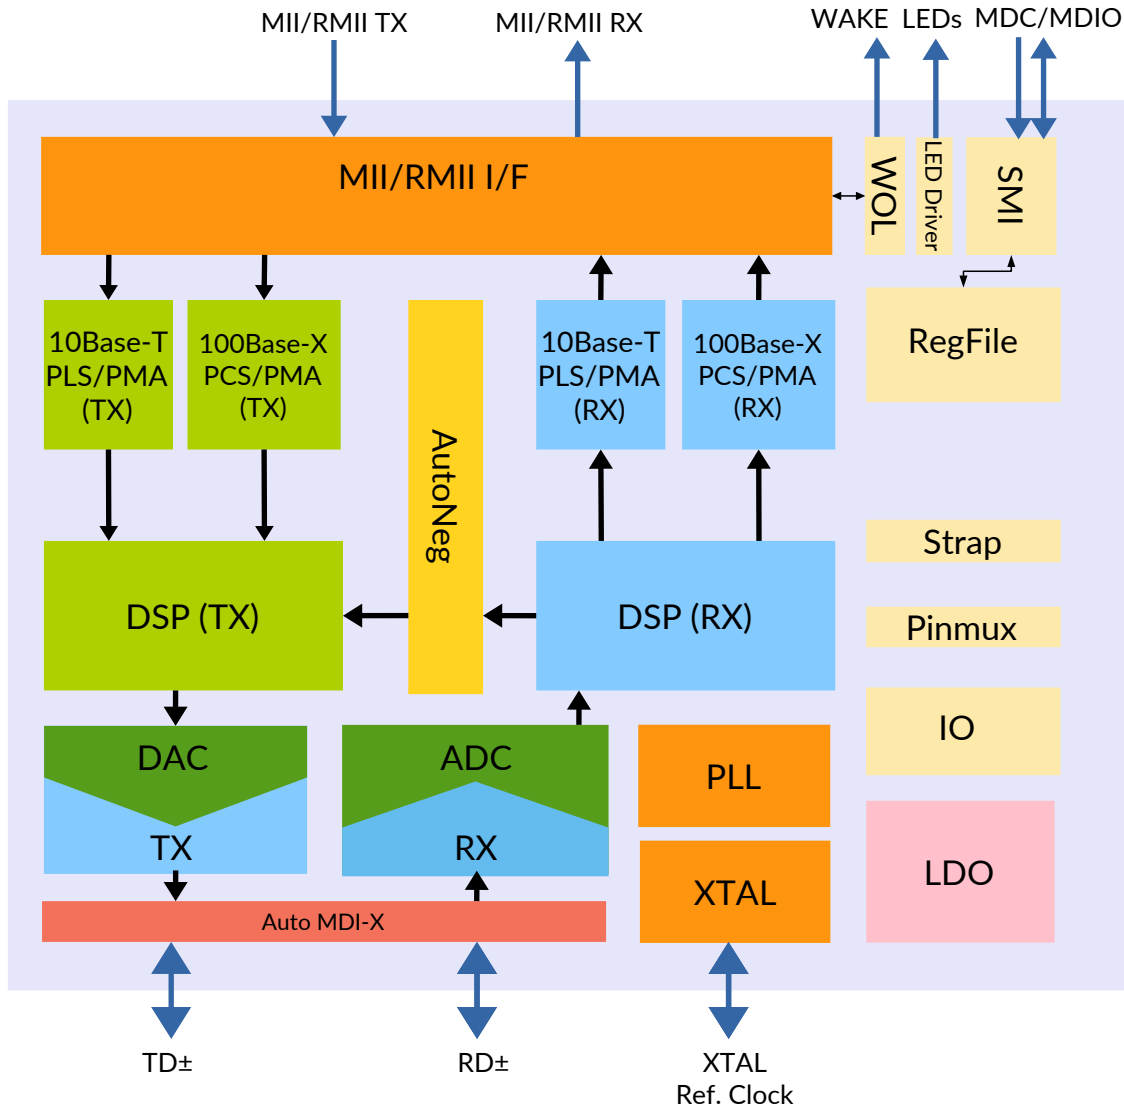 MII/RMII TX
MII/RMII RX
WAKE
LEDs
MDC/MDIO
MII/RMII I/F
WOL
LED Driver
SMI
10Base-T
PLS/PMA
(TX)
100Base-X
PCS/PMA
(TX)
AutoNeg
10Base-T
PLS/PMA
(RX)
100Base-X
PCS/PMA
(RX)
RegFile
DSP (TX)
DSP (RX)
Strap
Pinmux
IO
DAC
TX
ADC
RX
PLL
XTAL
LDO
Auto MDI-X
TD±
RD±
XTAL
Ref. Clock